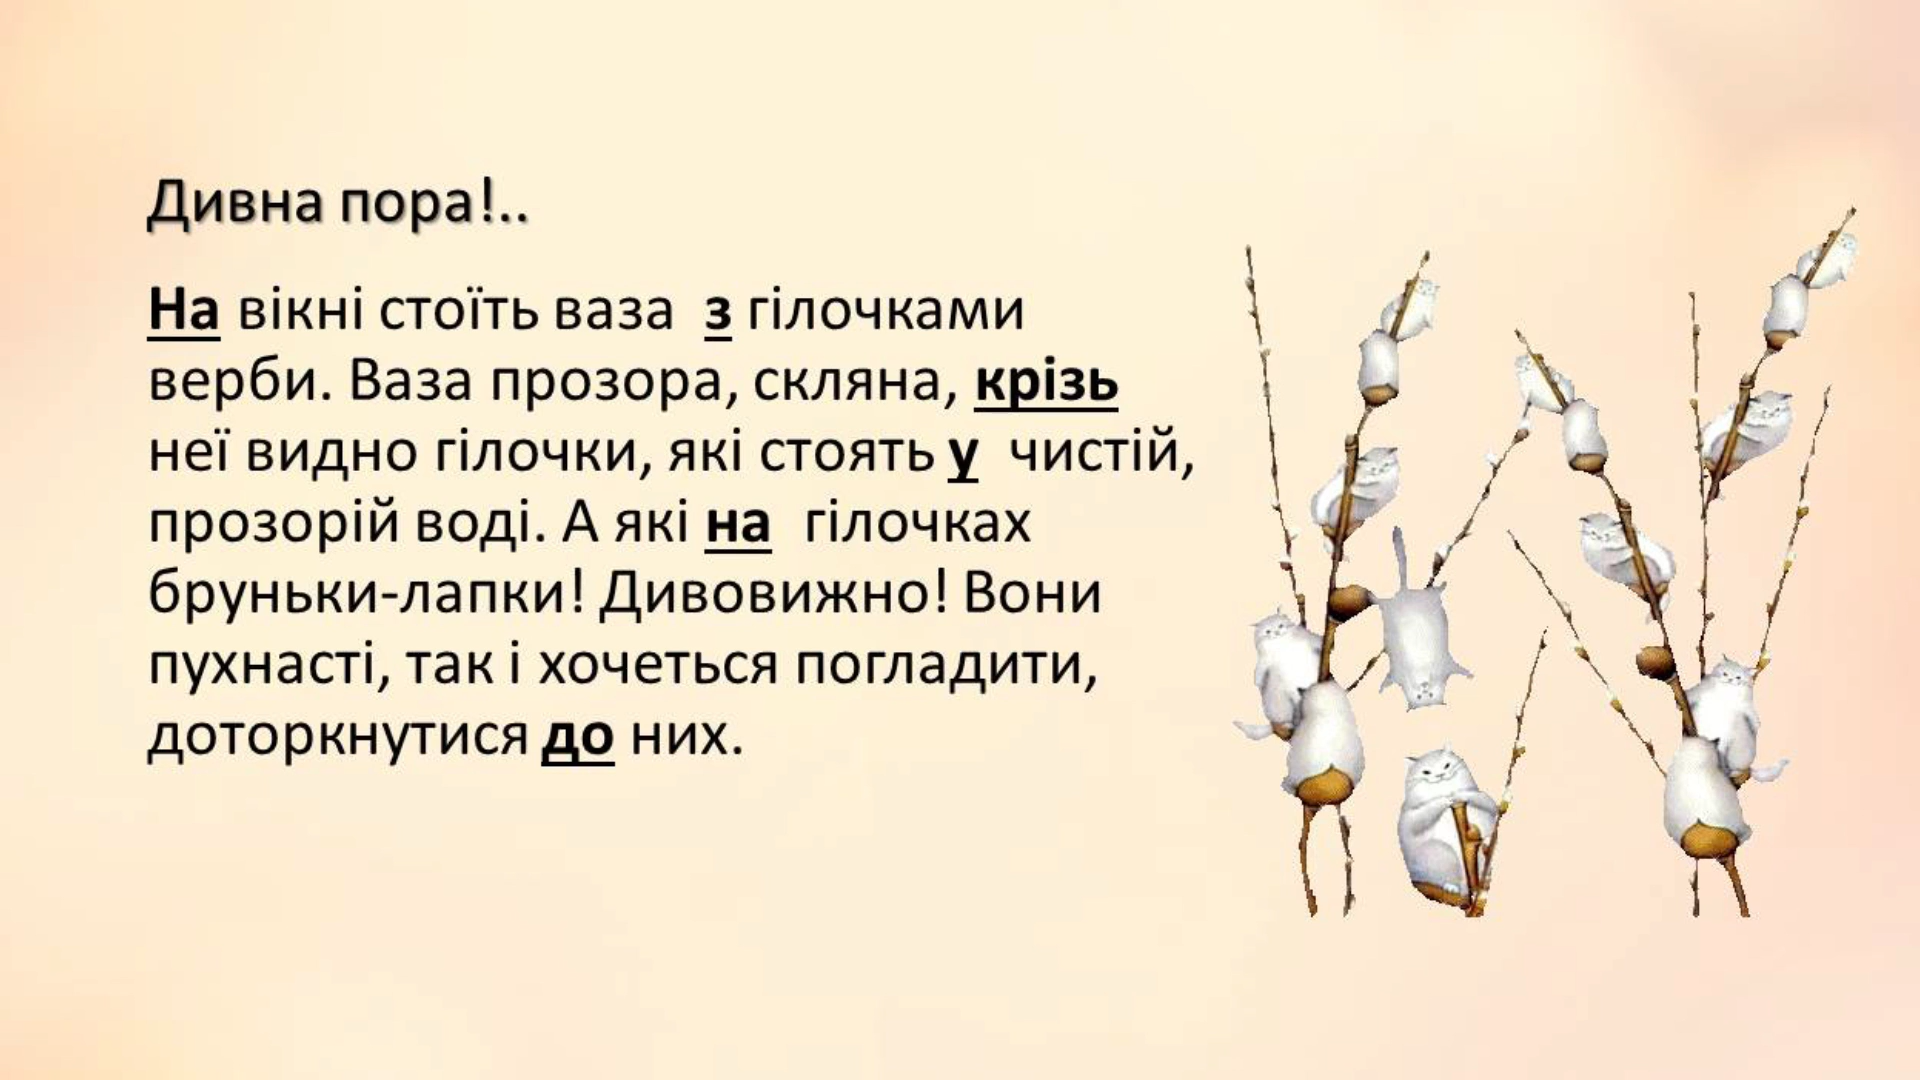 Дивна пора!..
На вікні стоїть ваза з гілочками
верби. Ваза прозора, скляна, крізь
неї видно гілочки, які стоять у чистій,
прозорій воді. А які на гілочках
бруньки-лапки! Дивовижно! Вони
пухнасті, так і хочеться погладити,
доторкнутися до них.